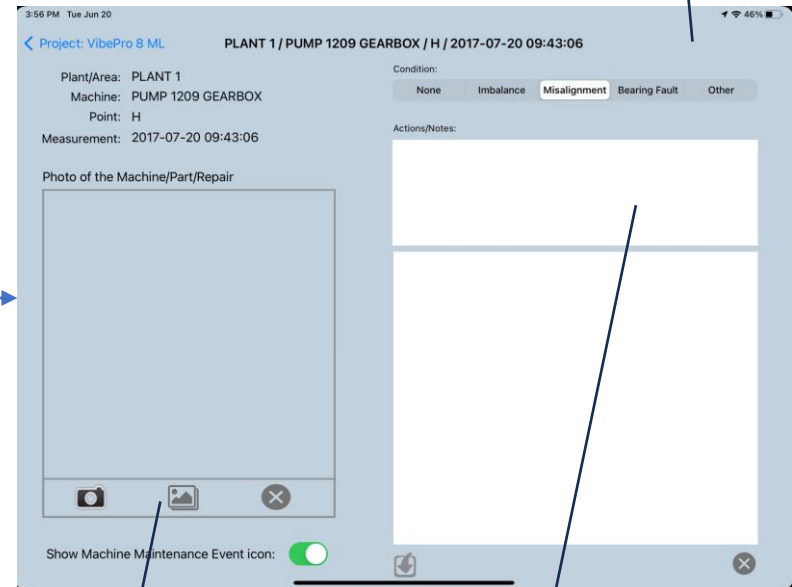 3:56 PM Tue Jun 20
46%
Project: VibePro 8 ML
PLANT 1 / PUMP 1209 GEARBOX / H / 2017-07-20 09:43:06
Plant/Area: PLANT 1
Machine: PUMP 1209 GEARBOX
Point: H
Measurement: 2017-07-20 09:43:06
Photo of the Machine/Part/Repair
Show Machine Maintenance Event icon:
Condition:
None Imbalance Misalignment Bearing Fault Other
Actions/Notes: